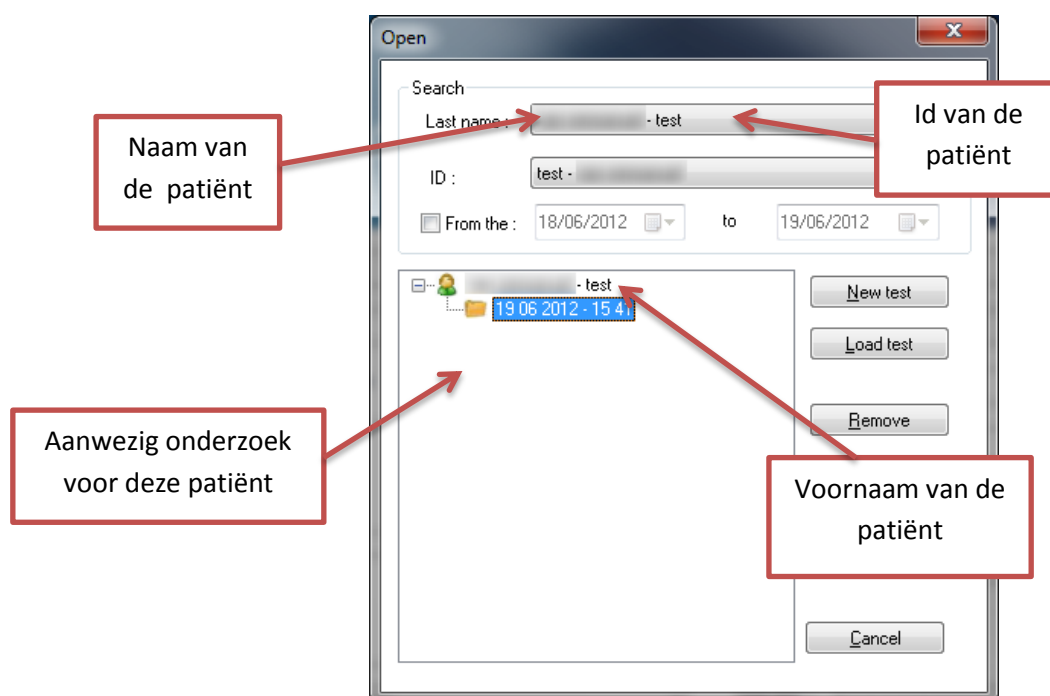 Open
Search
Last name :
- test
Id van de
patiënt
Naam van
de patiënt
ID :
test -
From the :
18/06/2012
to
19/06/2012
- test
19 06 2012 - 15 41
New test
Load test
Remove
Aanwezig onderzoek
voor deze patiënt
Voornaam van de
patiënt
Cancel